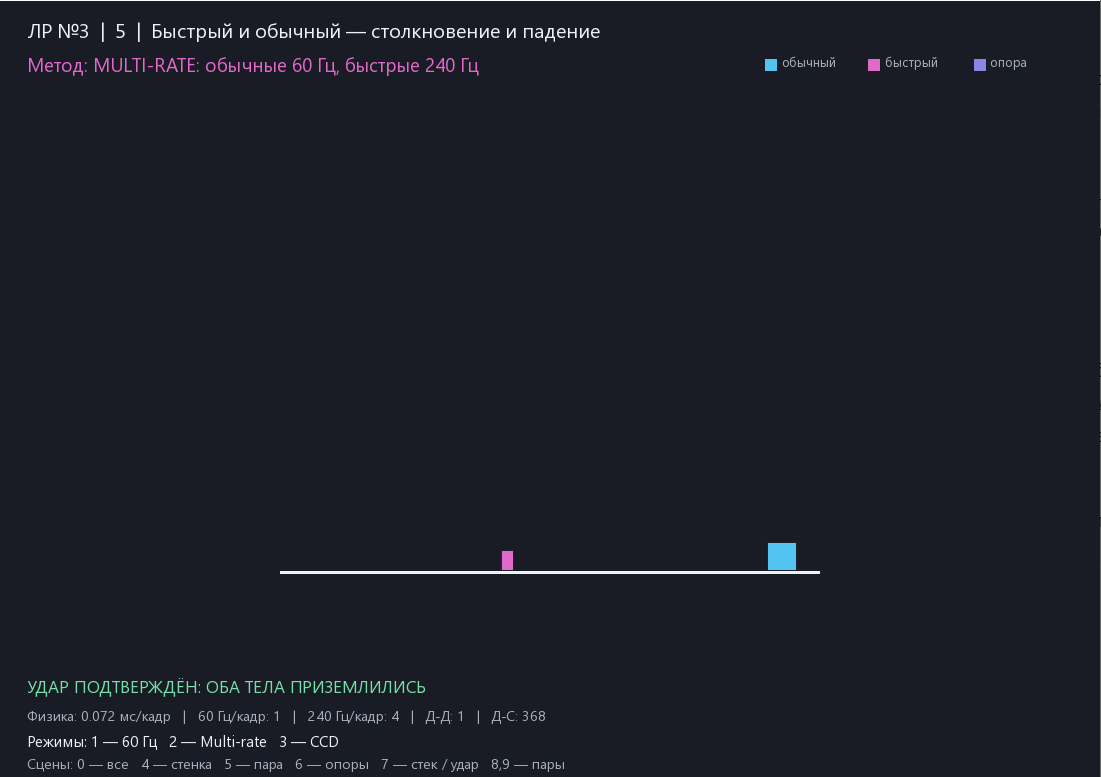 ЛР №3 | 5 | Быстрый и обычный — столкновение и падение
Метод: MULTI-RATE: обычные 60 Гц, быстрые 240 Гц
обычный быстрый опора
УДАР ПОДТВЕРЖДЁН: ОБА ТЕЛА ПРИЗЕМЛИЛИСЬ
Физика: 0.072 мс/кадр | 60 Гц/кадр: 1 | 240 Гц/кадр: 4 | Д-Д: 1 | Д-С: 368
Режимы: 1 — 60 Гц 2 — Multi-rate 3 — CCD
Сцены: 0 — все 4 — стенка 5 — пара 6 — опоры 7 — стек / удар 8,9 — пары